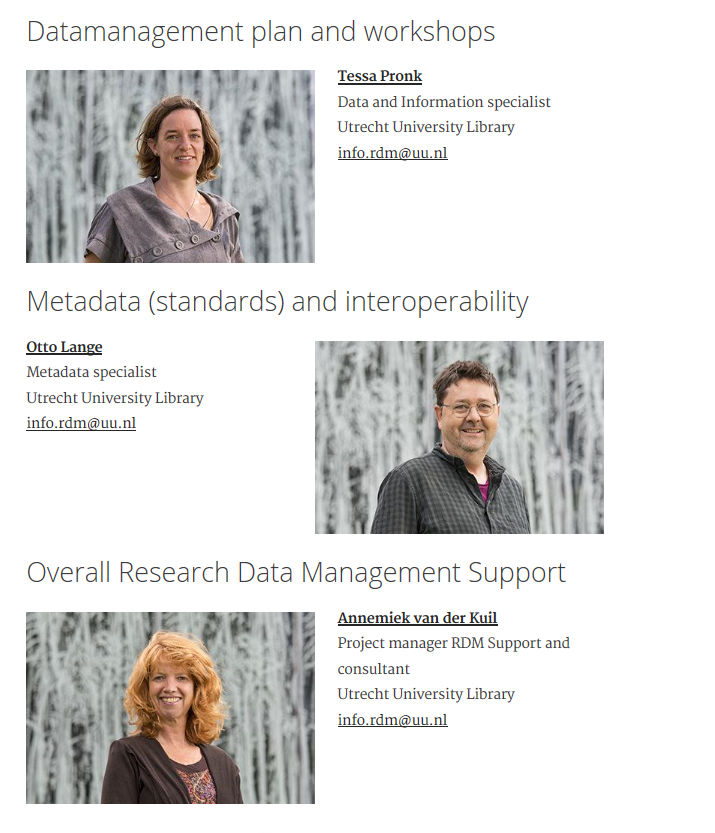 Datamanagement plan and workshops
Tessa Pronk
Data and Information specialist
Utrecht University Library
info.rdm@uu.nl
Metadata (standards) and interoperability
Otto Lange
Metadata specialist
Utrecht University Library
info.rdm@uu.nl
Overall Research Data Management Support
Annemiek van der Kuil
Project manager RDM Support and
consultant
Utrecht University Library
info.rdm@uu.nl